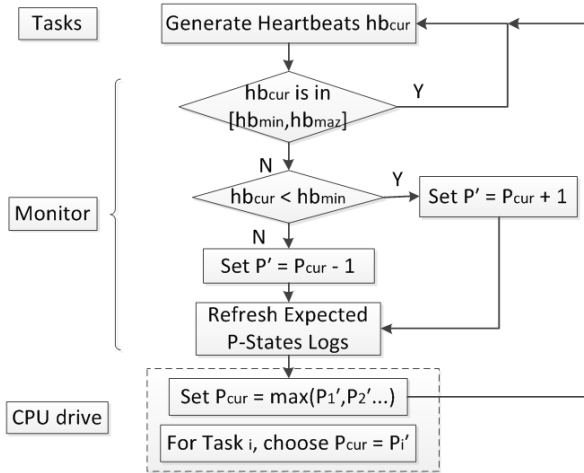 Tasks
Generate Heartbeats hbcur
hbcur is in
[hbmin,hbmaz]
Y
N
Monitor
hbcur < hbmin
Y
Set P' = Pcur + 1
N
Set P' = Pcur - 1
Refresh Expected
P-States Logs
CPU drive
Set Pcur = max(P1',P2'...)
For Task i, choose Pcur = Pi'